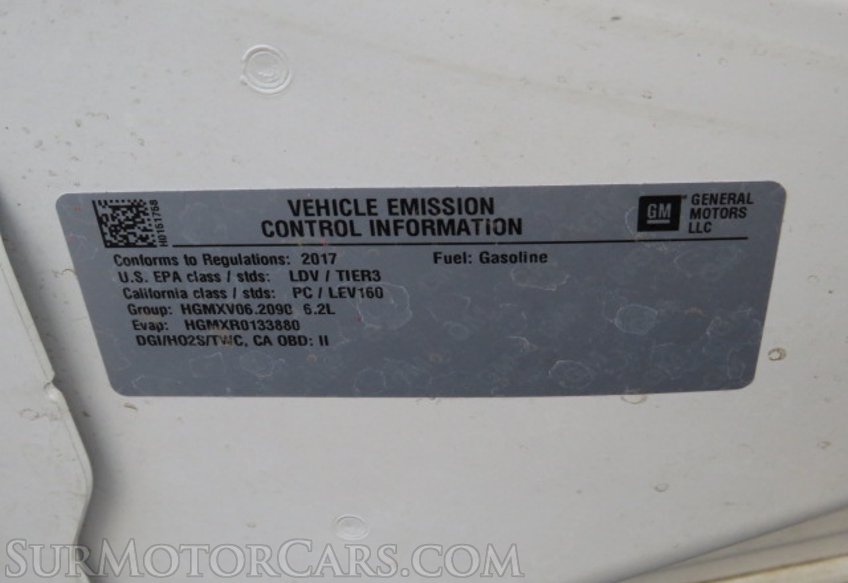 H0151758
VEHICLE EMISSION
CONTROL INFORMATION
GM
GENERAL
MOTORS
LLC
Conforms to Regulations: 2017 Fuel: Gasoline
U.S. EPA class / stds: LDV / TIER3
California class / stds: PC / LEV160
Group: HGMXV06.2090 6.2L
Evap: HGMXR0133880
DGI/HO2S/TWC, CA OBD: II
SURMOTORCARS.COM